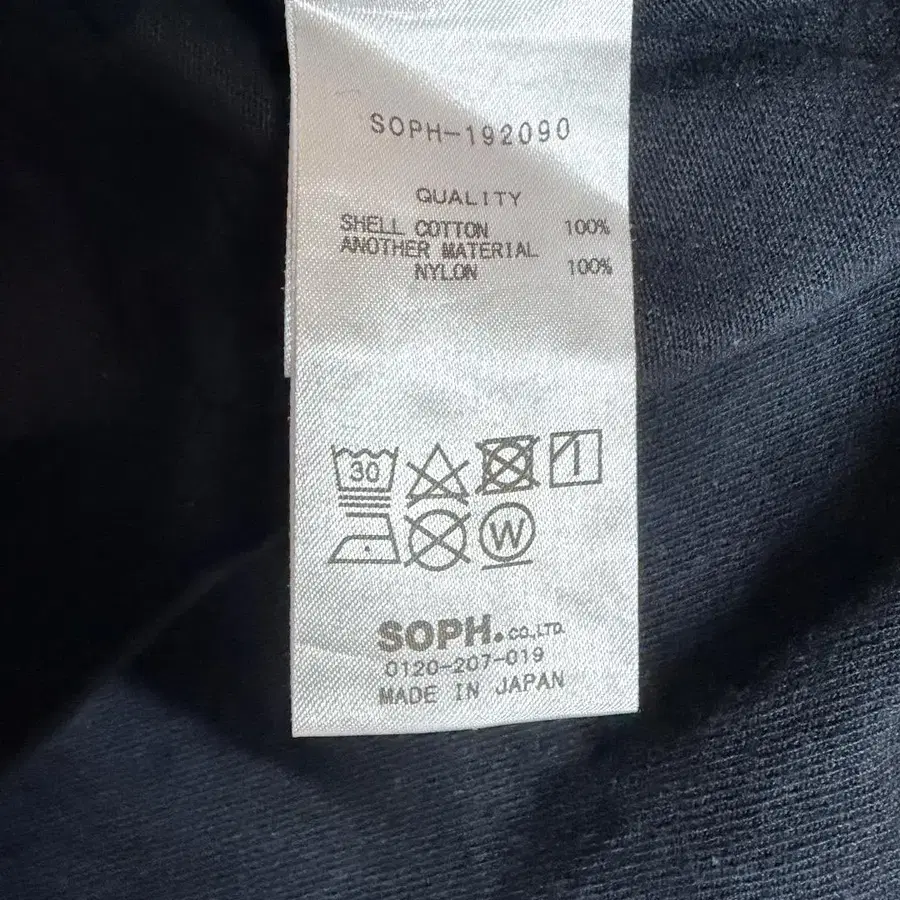 SOPH-192090
QUALITY
SHELL COTTON 100%
ANOTHER MATERIAL
NYLON 100%
30
W
SOPH. CO.,LTD.
0120-207-019
MADE IN JAPAN